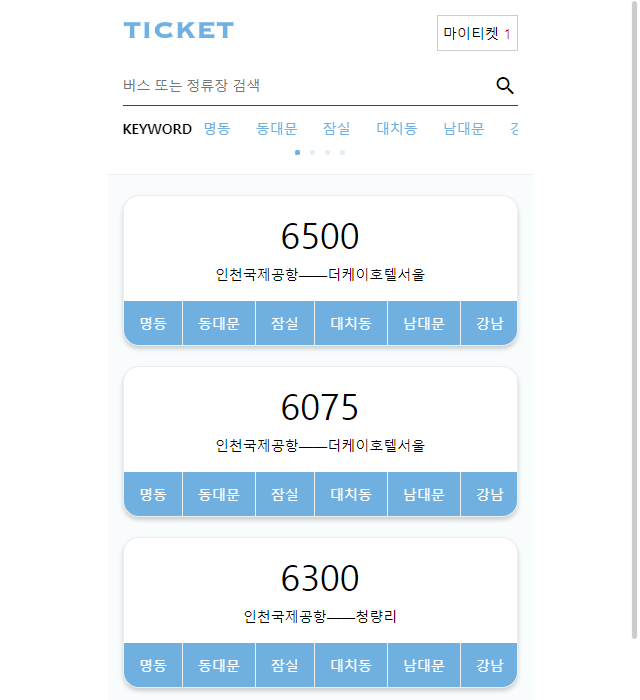 TICKET
마이티켓 1
버스 또는 정류장 검색
KEYWORD 명동 동대문 잠실 대치동 남대문
6500
인천국제공항——더케이호텔서울
명동 동대문 잠실 대치동 남대문 강남
6075
인천국제공항——더케이호텔서울
명동 동대문 잠실 대치동 남대문 강남
6300
인천국제공항——청량리
명동 동대문 잠실 대치동 남대문 강남